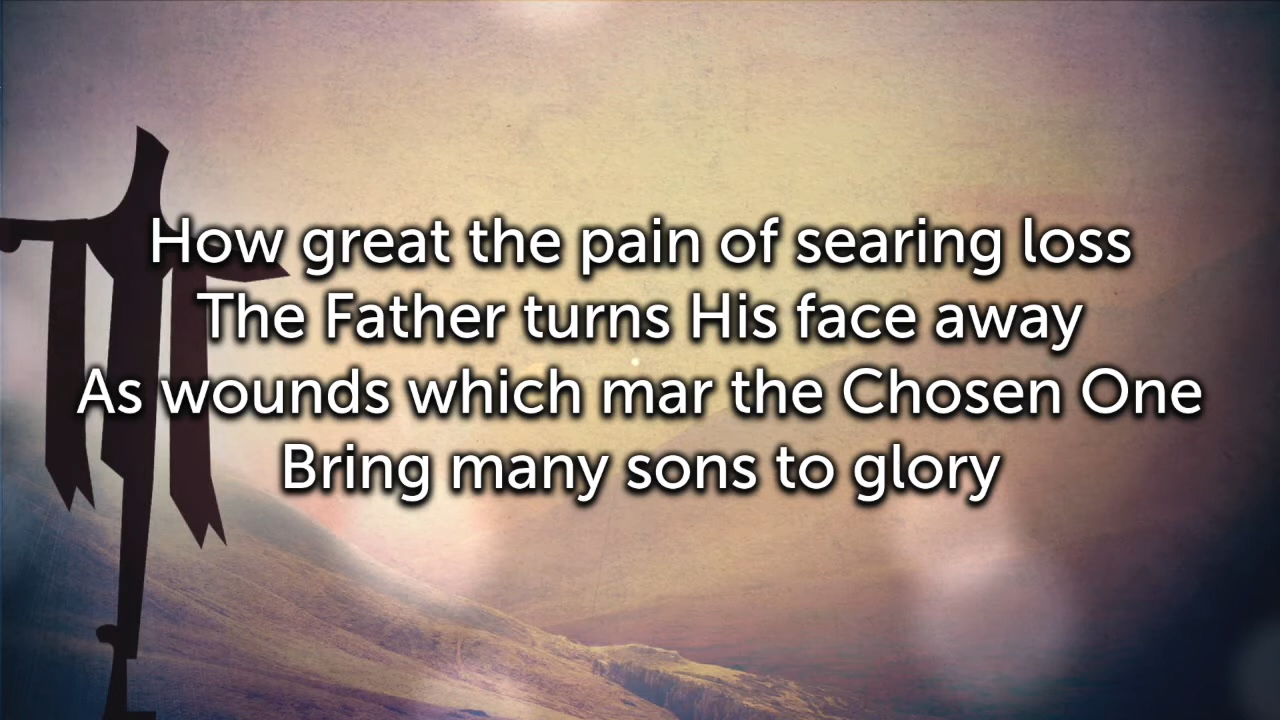 How great the pain of searing loss
The Father turns His face away
As wounds which mar the Chosen One
Bring many sons to glory